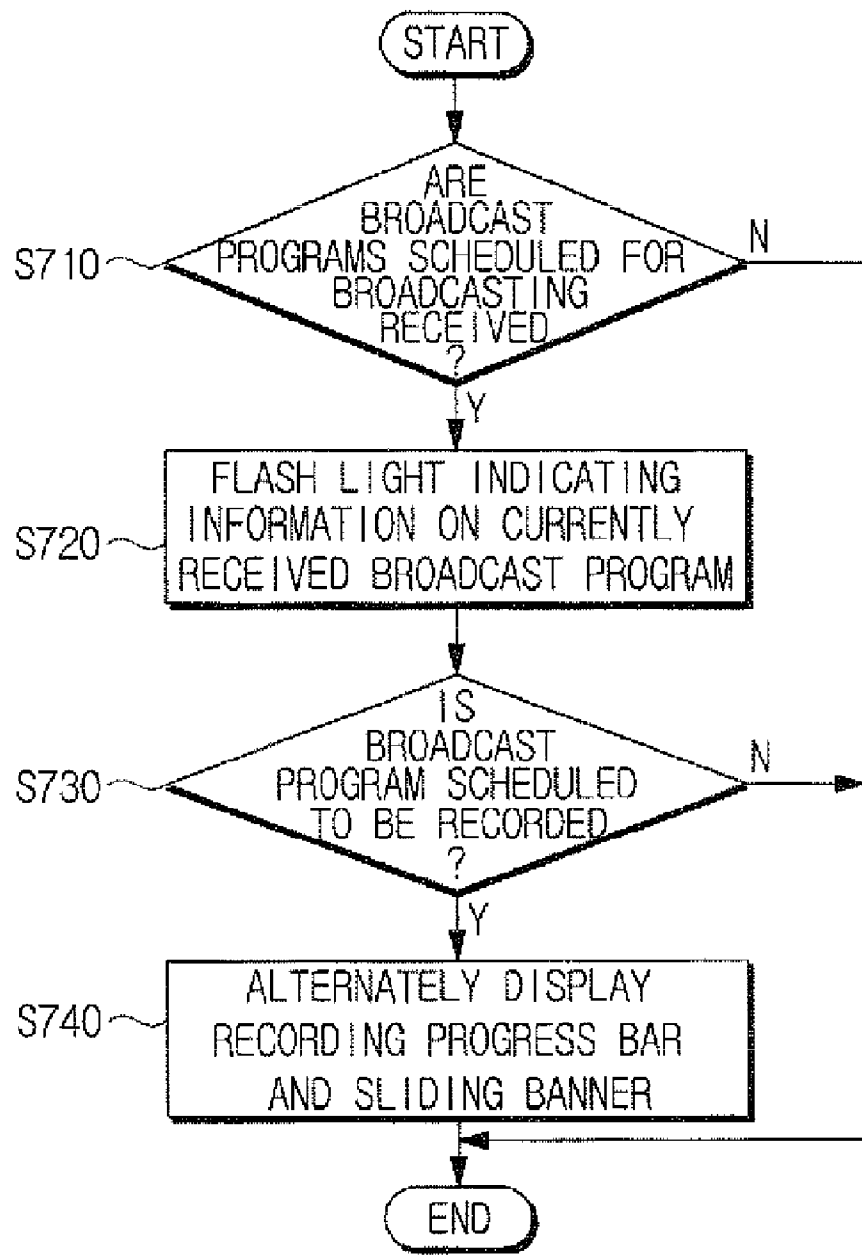 START
ARE
BROADCAST
PROGRAMS SCHEDULED FOR
BROADCASTING
RECEIVED
?
S710
N
Y
FLASH LIGHT INDICATING
INFORMATION ON CURRENTLY
RECEIVED BROADCAST PROGRAM
S720
IS
BROADCAST
PROGRAM SCHEDULED
TO BE RECORDED
?
S730
N
Y
ALTERNATELY DISPLAY
RECORDING PROGRESS BAR
AND SLIDING BANNER
S740
END